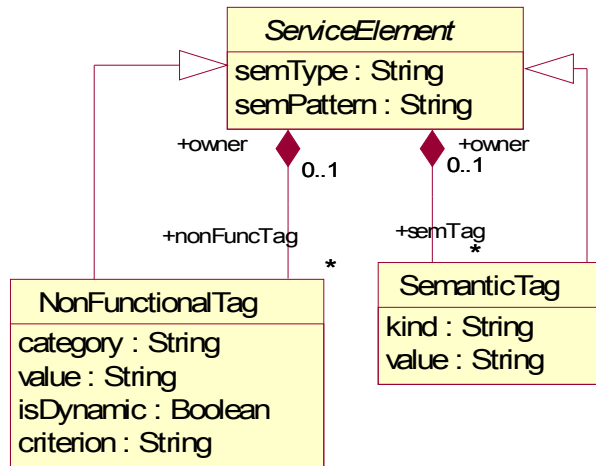 ServiceElement
semType : String
semPattern : String
+owner
0..1
+owner
0..1
+nonFuncTag
*
+semTag
*
NonFunctionalTag
category : String
value : String
isDynamic : Boolean
criterion : String
SemanticTag
kind : String
value : String